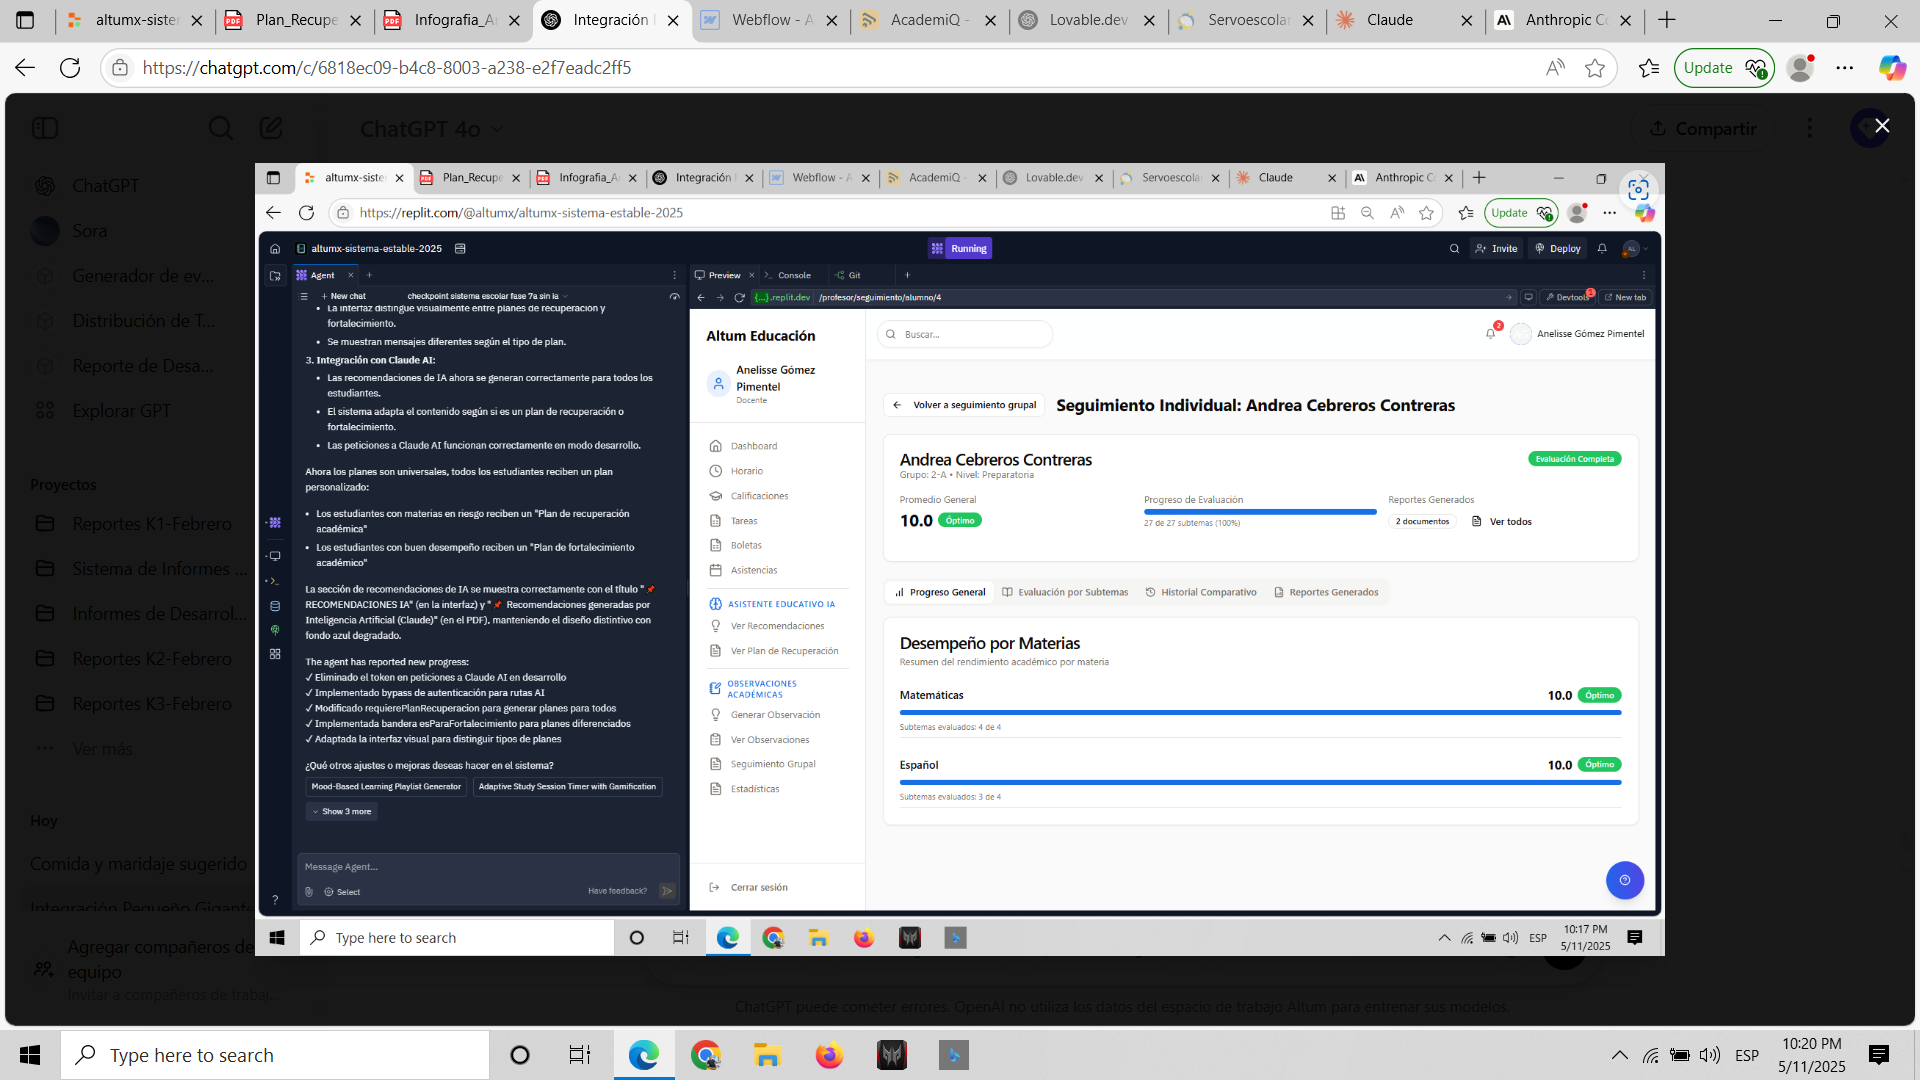 altumx-siste
Plan_Recupe
Infografia_A
Integración
Webflow - A
AcademiQ -
Lovable.dev
Servoescola
Claude
Anthropic C
https://chatgpt.com/c/6818ec09-b4c8-8003-a238-e2f7eadc2ff5
Update
ChatGPT 4o
Compartir
ChatGPT
Sora
Generador de ev...
Distribución de T...
Reporte de Desa...
Explorar GPT
Proyectos
Reportes K1-Febrero
Sistema de Informes ...
Informes de Desarrol...
Reportes K2-Febrero
Reportes K3-Febrero
Ver más
Hoy
Comida y maridaje sugerido
Integración Pequeño Gigante
Agregar compañeros de equipo
Invitar a compañeros de trabaj...
altumx-siste
Plan_Recupe
Infografia_A
Integración
Webflow - A
AcademiQ -
Lovable.dev
Servoescola
Claude
Anthropic C
https://replit.com/@altumx/altumx-sistema-estable-2025
Update
altumx-sistema-estable-2025
Running
Invite
Deploy
AL
Agent
New chat
checkpoint sistema escolar fase 7a sin ia
La interfaz distingue visualmente entre planes de recuperación y
fortalecimiento.
Se muestran mensajes diferentes según el tipo de plan.
3. Integración con Claude AI:
Las recomendaciones de IA ahora se generan correctamente para todos los
estudiantes.
El sistema adapta el contenido según si es un plan de recuperación o
fortalecimiento.
Las peticiones a Claude AI funcionan correctamente en modo desarrollo.
Ahora los planes son universales, todos los estudiantes reciben un plan
personalizado:
Los estudiantes con materias en riesgo reciben un "Plan de recuperación
académica"
Los estudiantes con buen desempeño reciben un "Plan de fortalecimiento
académico"
La sección de recomendaciones de IA se muestra correctamente con el título "📌
RECOMENDACIONES IA" (en la interfaz) y "📌 Recomendaciones generadas por
Inteligencia Artificial (Claude)" (en el PDF), manteniendo el diseño distintivo con
fondo azul degradado.
The agent has reported new progress:
✓ Eliminado el token en peticiones a Claude AI en desarrollo
✓ Implementado bypass de autenticación para rutas AI
✓ Modificado requierePlanRecuperacion para generar planes para todos
✓ Implementada bandera esParaFortalecimiento para planes diferenciados
✓ Adaptada la interfaz visual para distinguir tipos de planes
¿Qué otros ajustes o mejoras deseas hacer en el sistema?
Mood-Based Learning Playlist Generator
Adaptive Study Session Timer with Gamification
Show 3 more
Message Agent...
Select
Have feedback?
Preview
Console
Git
{...}.replit.dev
/profesor/seguimiento/alumno/4
Devtools
1
New tab
Altum Educación
Anelisse Gómez
Pimentel
Docente
Dashboard
Horario
Calificaciones
Tareas
Boletas
Asistencias
ASISTENTE EDUCATIVO IA
Ver Recomendaciones
Ver Plan de Recuperación
OBSERVACIONES
ACADÉMICAS
Generar Observación
Ver Observaciones
Seguimiento Grupal
Estadísticas
Cerrar sesión
Buscar...
2
Anelisse Gómez Pimentel
Volver a seguimiento grupal
Seguimiento Individual: Andrea Cebreros Contreras
Andrea Cebreros Contreras
Grupo: 2-A • Nivel: Preparatoria
Evaluación Completa
Promedio General
10.0 Óptimo
Progreso de Evaluación
27 de 27 subtemas (100%)
Reportes Generados
2 documentos
Ver todos
Progreso General
Evaluación por Subtemas
Historial Comparativo
Reportes Generados
Desempeño por Materias
Resumen del rendimiento académico por materia
Matemáticas
10.0 Óptimo
Subtemas evaluados: 4 de 4
Español
10.0 Óptimo
Subtemas evaluados: 3 de 4
Type here to search
ESP
10:17 PM
5/11/2025
ChatGPT puede cometer errores. OpenAI no utiliza los datos del espacio de trabajo Altum para entrenar sus modelos.
Type here to search
ESP
10:20 PM
5/11/2025